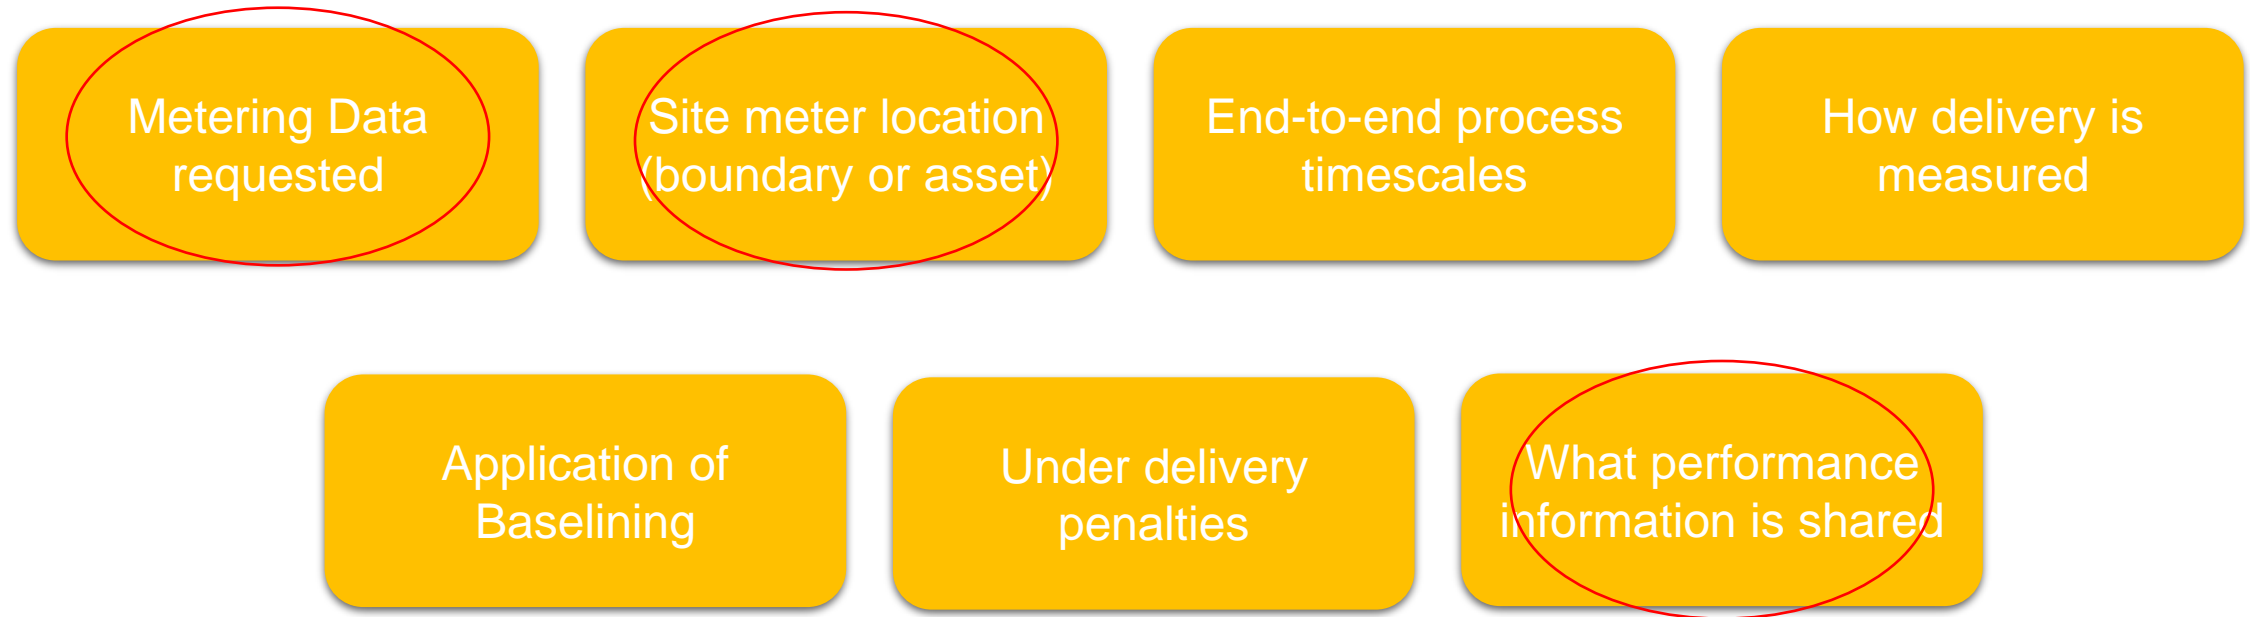 Metering Data
requested
Site meter location
(boundary or asset)
End-to-end process
timescales
How delivery is
measured
Application of
Baselining
Under delivery
penalties
What performance
information is shared